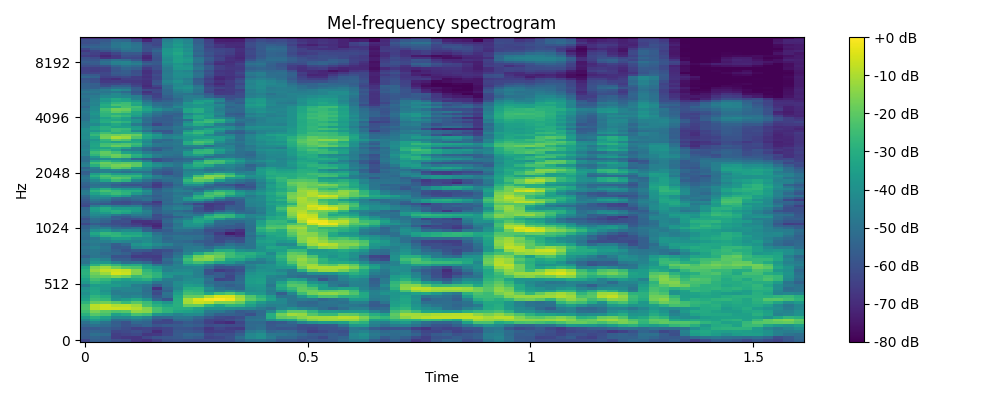 Mel-frequency spectrogram
8192
4096
2048
1024
512
0
Hz
0
0.5
1
1.5
Time
+0 dB
-10 dB
-20 dB
-30 dB
-40 dB
-50 dB
-60 dB
-70 dB
-80 dB